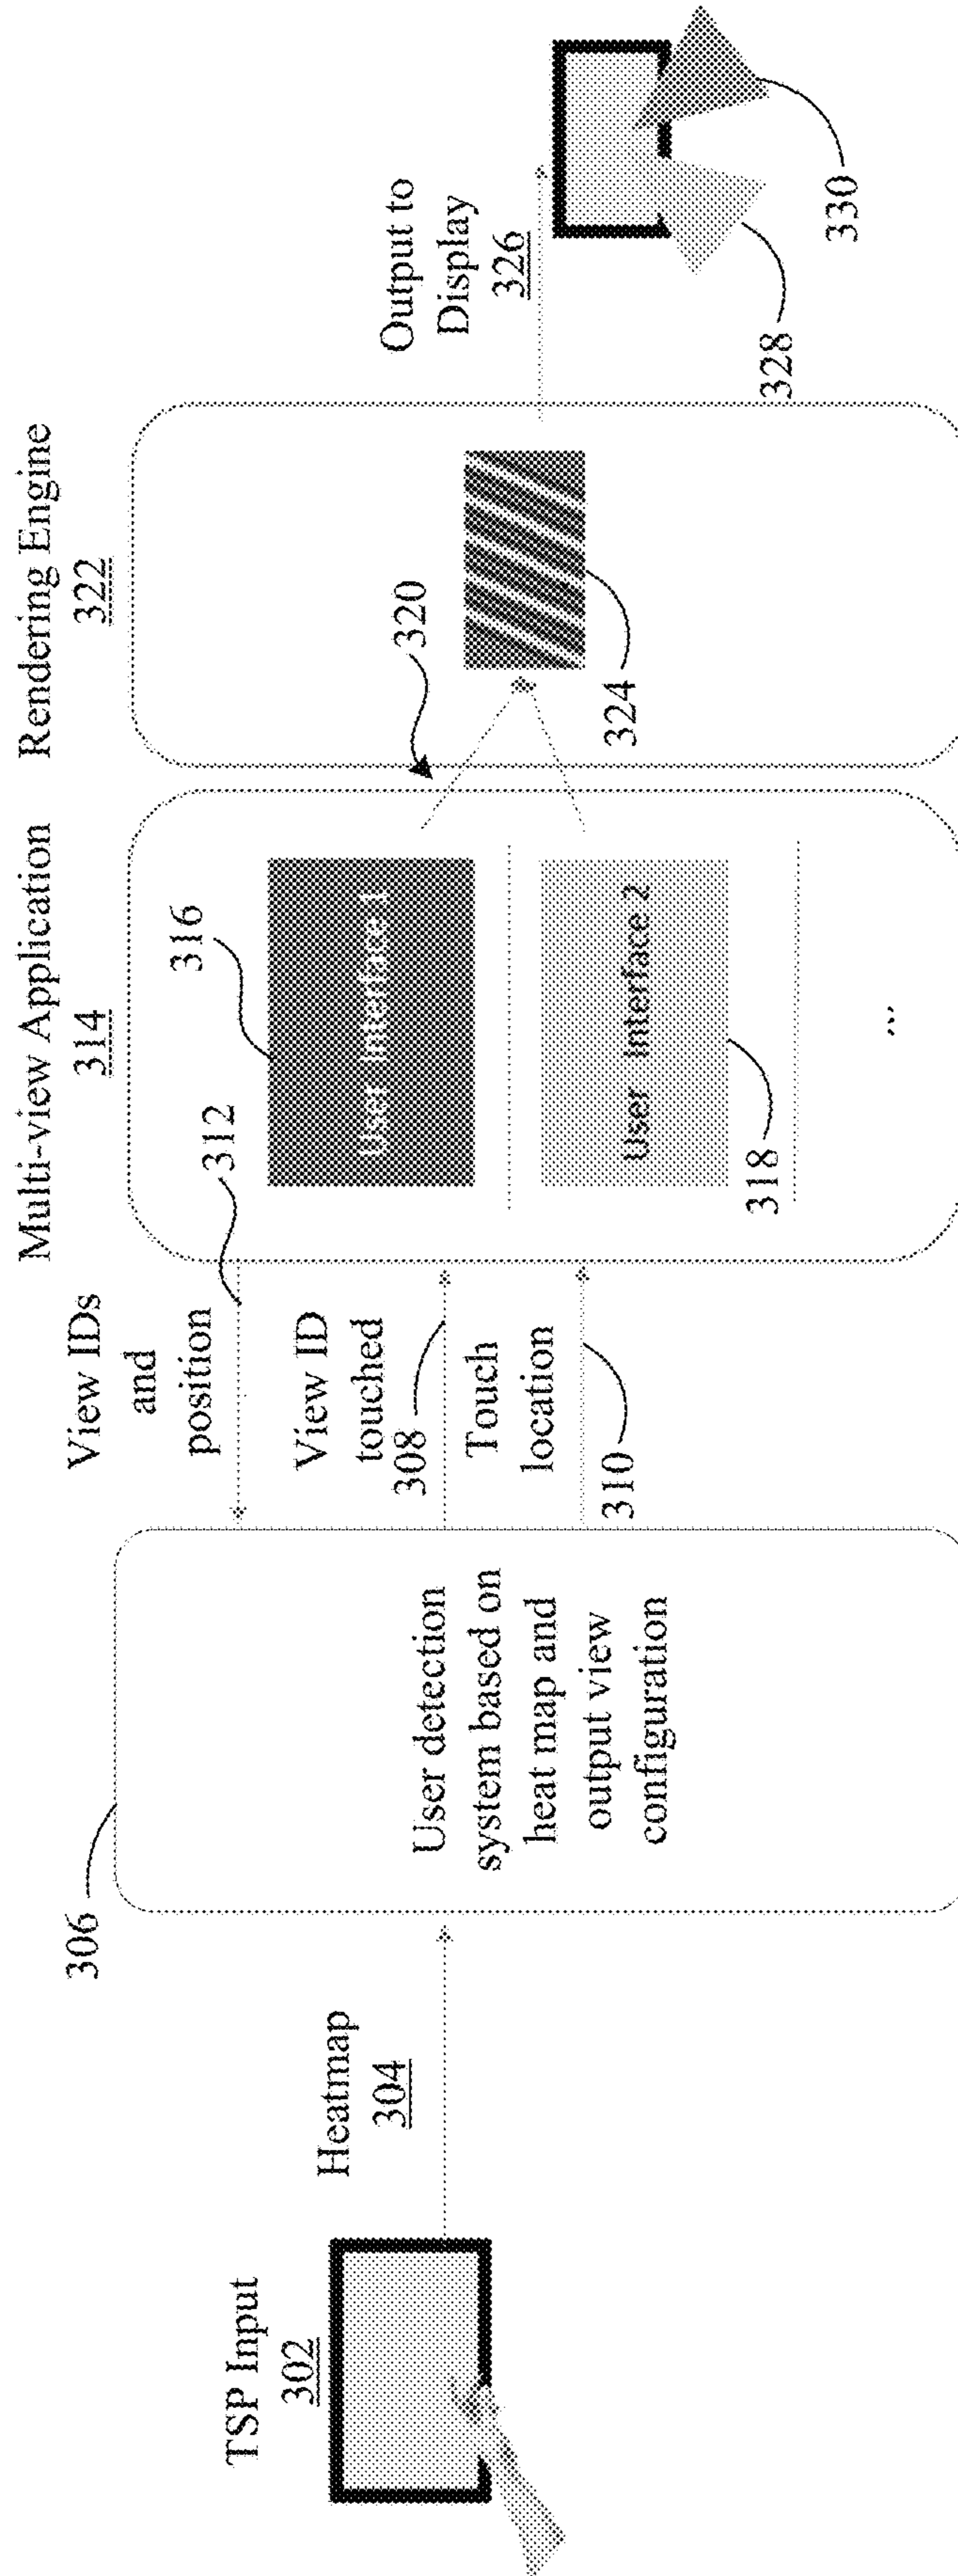 TSP Input
302
Heatmap
304
306
User detection
system based on
heat map and
output view
configuration
View IDs
and
position
312
View ID
touched
308
Touch
location
310
Multi-view Application
314
316
User Interface 1
User Interface 2
318
...
320
Rendering Engine
322
324
Output to
Display
326
328
330